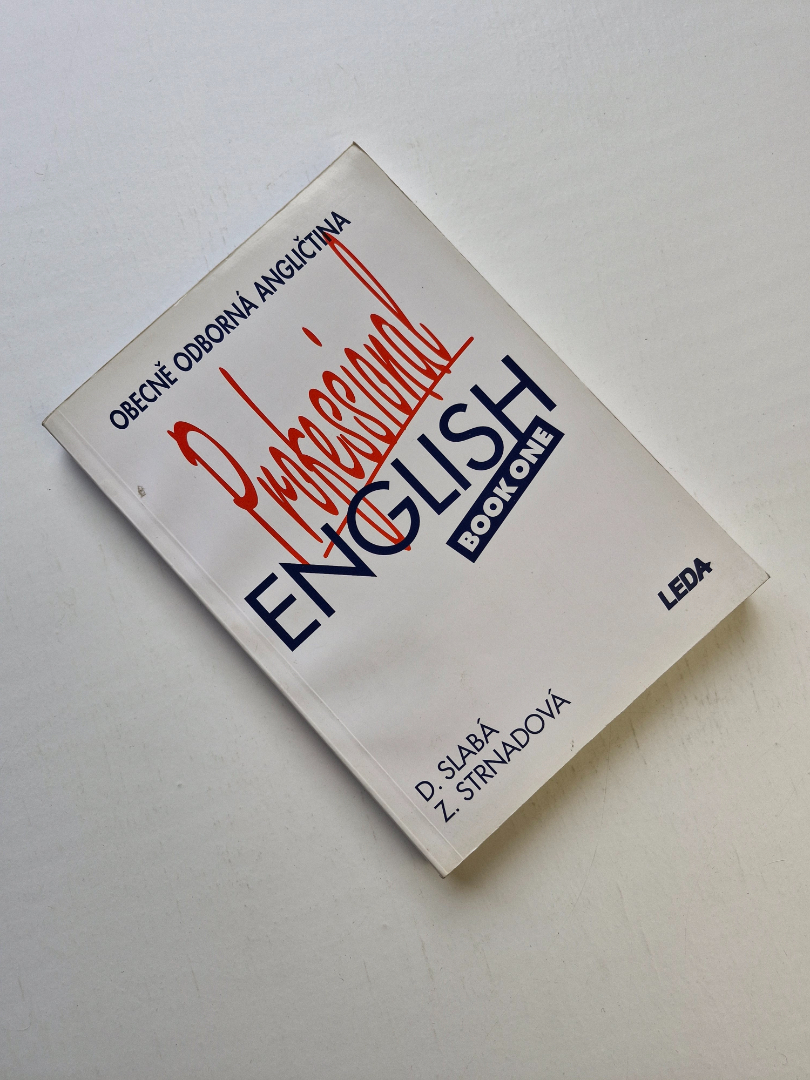 OBECNĚ ODBORNÁ ANGLIČTINA
Professional
ENGLISH
BOOK ONE
LEDA
D. SLABÁ
Z. STRNADOVÁ